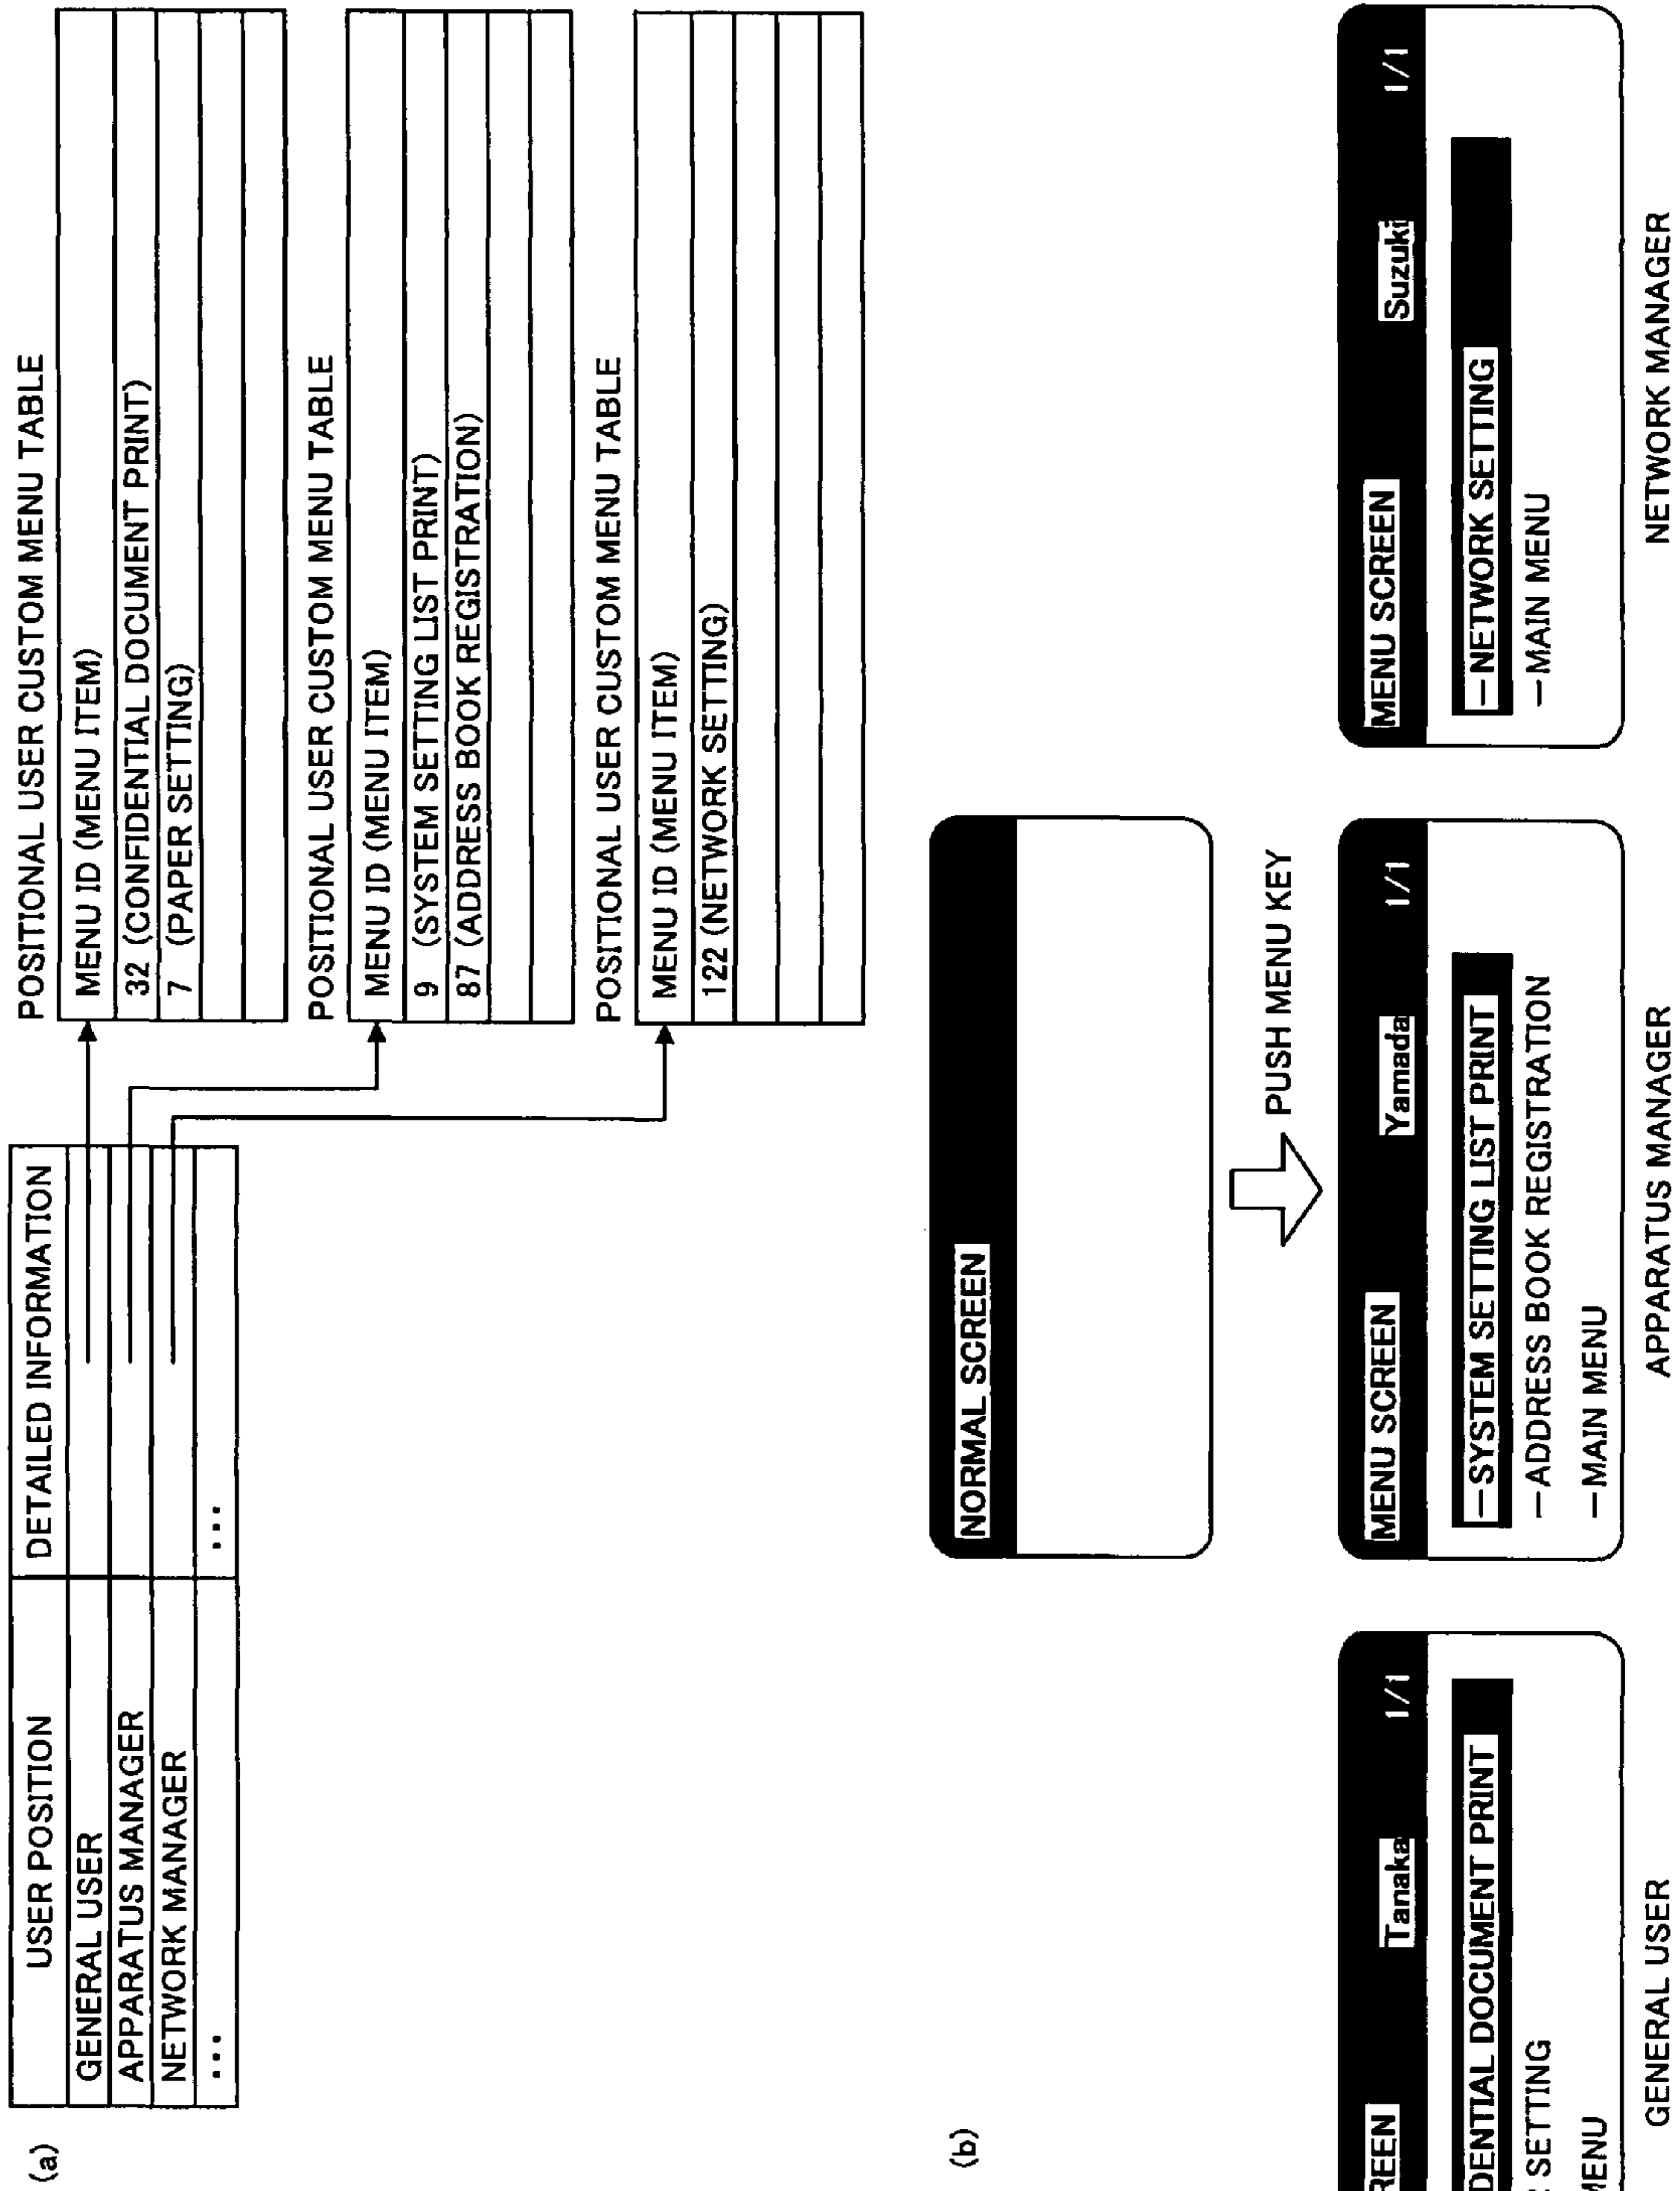 (a)
USER POSITION DETAILED INFORMATION
GENERAL USER
APPARATUS MANAGER
NETWORK MANAGER
... ...
POSITIONAL USER CUSTOM MENU TABLE
MENU ID (MENU ITEM)
32 (CONFIDENTIAL DOCUMENT PRINT)
7 (PAPER SETTING)
POSITIONAL USER CUSTOM MENU TABLE
MENU ID (MENU ITEM)
9 (SYSTEM SETTING LIST PRINT)
87 (ADDRESS BOOK REGISTRATION)
POSITIONAL USER CUSTOM MENU TABLE
MENU ID (MENU ITEM)
122 (NETWORK SETTING)
(b)
NORMAL SCREEN
PUSH MENU KEY
REEN Tanaka 1/1
DENTIAL DOCUMENT PRINT
SETTING
MENU
GENERAL USER
MENU SCREEN Yamada 1/1
—SYSTEM SETTING LIST PRINT
—ADDRESS BOOK REGISTRATION
—MAIN MENU
APPARATUS MANAGER
MENU SCREEN Suzuki 1/1
—NETWORK SETTING
—MAIN MENU
NETWORK MANAGER